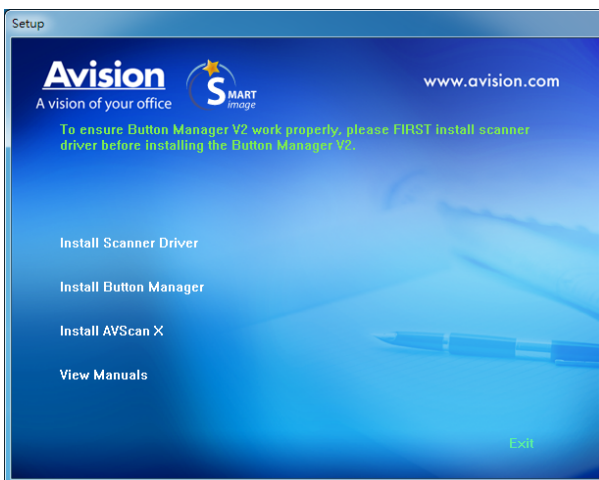 Setup
Avision
A vision of your office
SMART
image
www.avision.com
To ensure Button Manager V2 work properly, please FIRST install scanner
driver before installing the Button Manager V2.
Install Scanner Driver
Install Button Manager
Install AVScan X
View Manuals
Exit